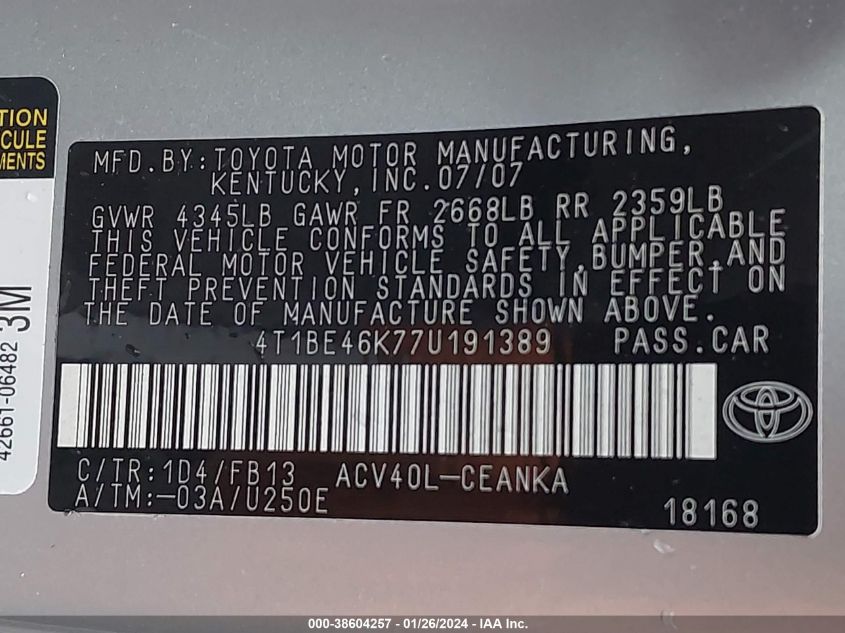 TION
CULE
MENTS
42661-06482 3M
MFD.BY:TOYOTA MOTOR MANUFACTURING,
KENTUCKY,INC.07/07
GVWR 4345LB GAWR FR 2668LB RR 2359LB
THIS VEHICLE CONFORMS TO ALL APPLICABLE
FEDERAL MOTOR VEHICLE SAFETY,BUMPER,AND
THEFT PREVENTION STANDARDS IN EFFECT ON
THE DATE OF MANUFACTURE SHOWN ABOVE.
4T1BE46K77U191389 PASS.CAR
C/TR:1D4/FB13 ACV40L-CEANKA
A/TM:-03A/U250E
18168
000-38604257 - 01/26/2024 - IAA Inc.